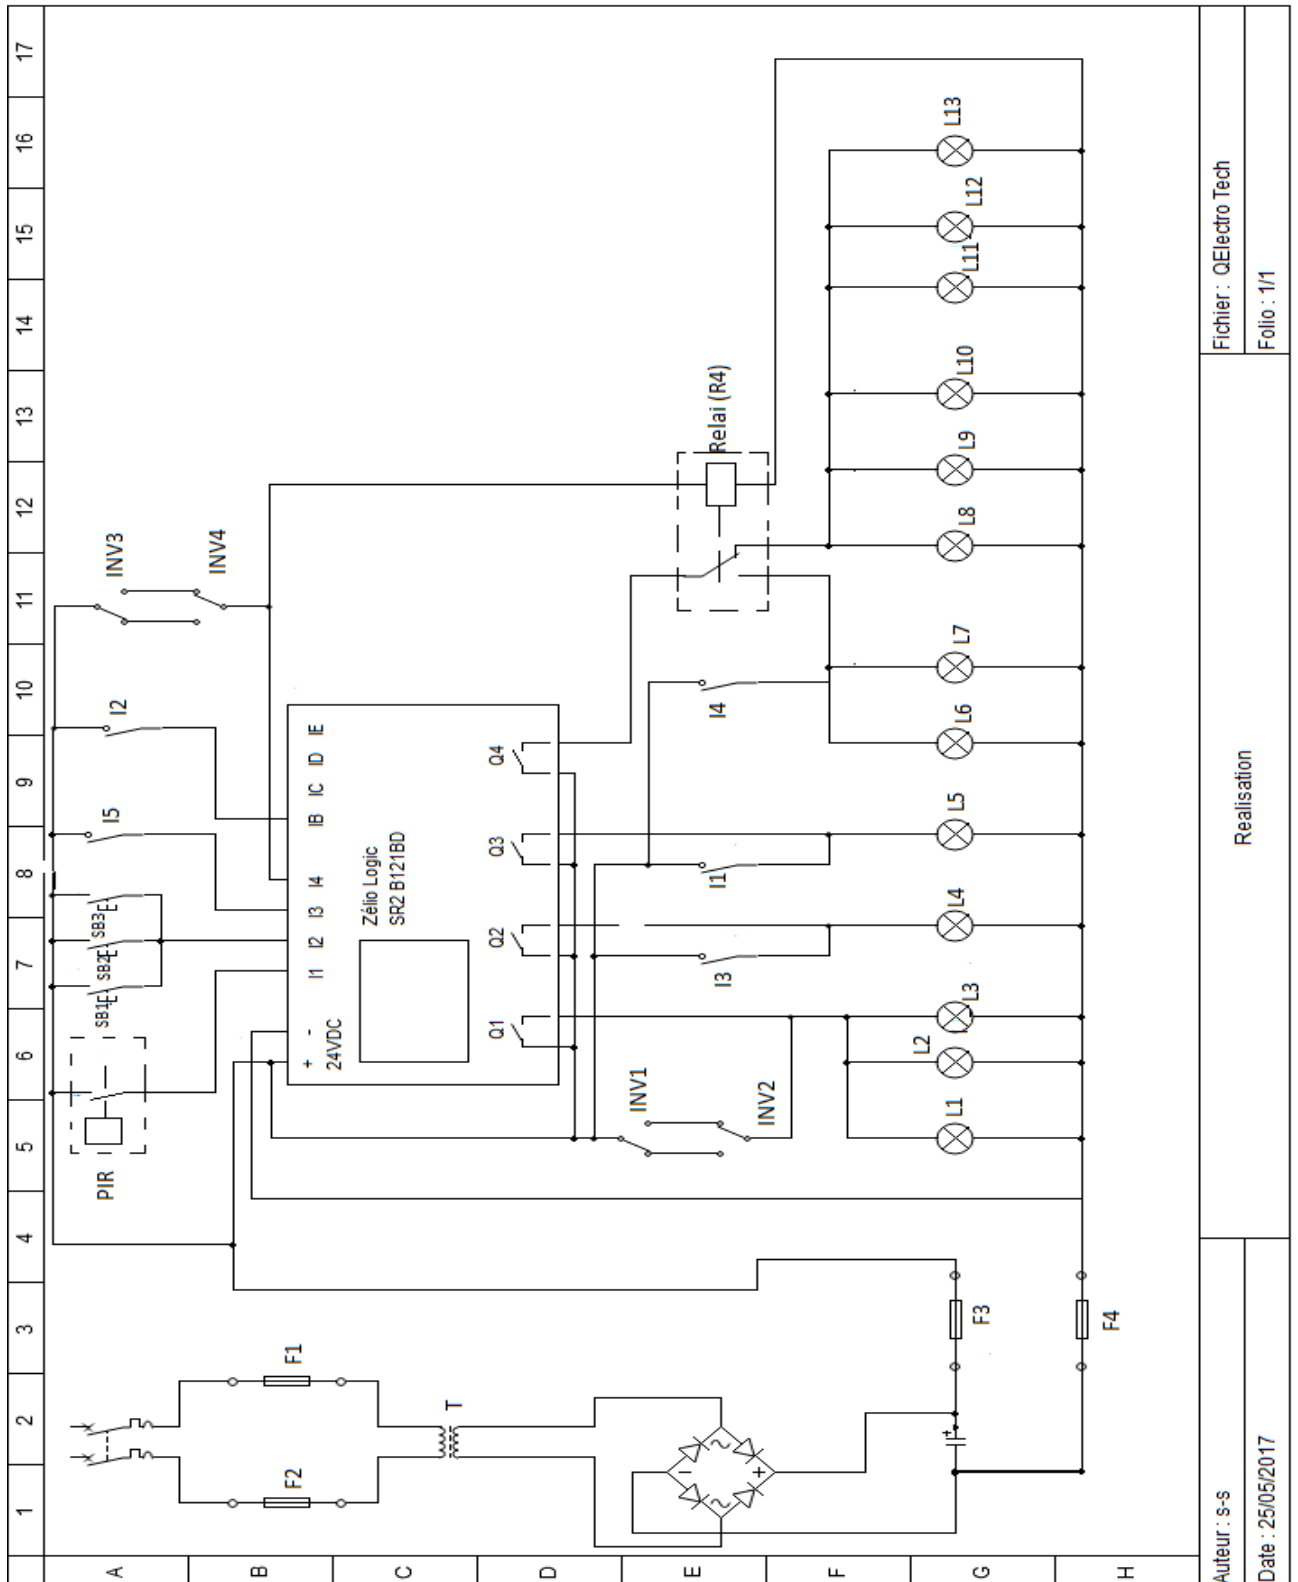 1 2 3 4 5 6 7 8 9 10 11 12 13 14 15 16 17
A
B
C
D
E
F
G
H
PIR
SB1
SB2
SB3
I5
I2
INV3
INV4
F1
F2
T
+ -
24VDC
I1 I2 I3 I4 IB IC ID IE
Zélio Logic
SR2 B121BD
Q1 Q2 Q3 Q4
INV1
INV2
I3
I1
I4
Relai (R4)
- +
~ ~
+
F3
F4
L1
L2
L3
L4
L5
L6
L7
L8
L9
L10
L11
L12
L13
Auteur : s-s
Date : 25/05/2017
Realisation
Fichier : QElectro Tech
Folio : 1/1